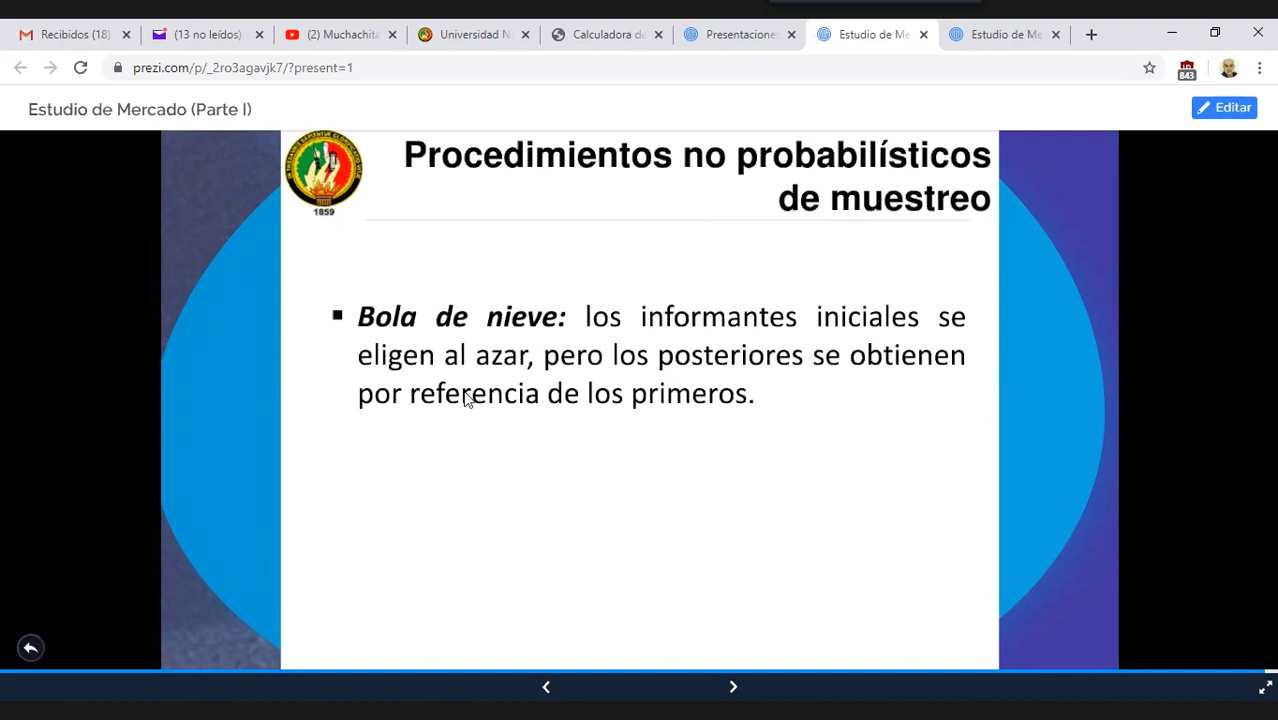 Recibidos (18)
(13 no leídos)
(2) Muchachita
Universidad N
Calculadora de
Presentaciones
Estudio de Me
Estudio de Me
prezi.com/p/_2ro3agavjk7/?present=1
843
Estudio de Mercado (Parte I)
Editar
Procedimientos no probabilísticos
de muestreo
1859
▪ Bola de nieve: los informantes iniciales se
eligen al azar, pero los posteriores se obtienen
por referencia de los primeros.